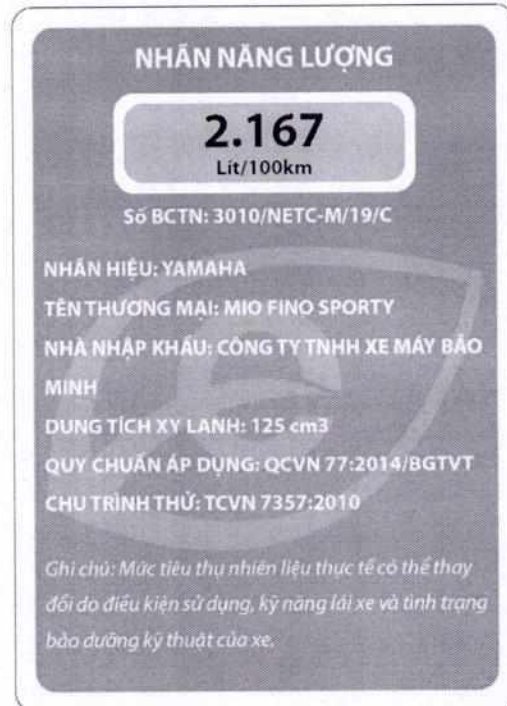 NHÃN NĂNG LƯỢNG
2.167
Lít/100km
Số BCTN: 3010/NETC-M/19/C
NHÃN HIỆU: YAMAHA
TÊN THƯƠNG MẠI: MIO FINO SPORTY
NHÀ NHẬP KHẨU: CÔNG TY TNHH XE MÁY BẢO
MINH
DUNG TÍCH XY LANH: 125 cm3
QUY CHUẨN ÁP DỤNG: QCVN 77:2014/BGTVT
CHU TRÌNH THỬ: TCVN 7357:2010
Ghi chú: Mức tiêu thụ nhiên liệu thực tế có thể thay
đổi do điều kiện sử dụng, kỹ năng lái xe và tình trạng
bảo dưỡng kỹ thuật của xe.